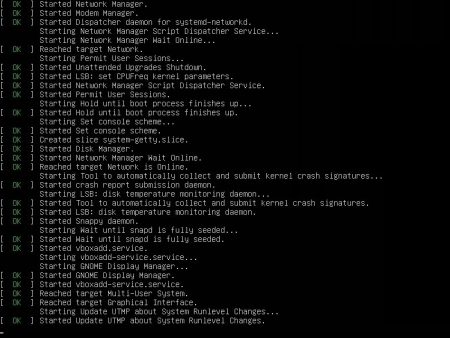 [  OK  ] Started Network Manager.
[  OK  ] Started Modem Manager.
[  OK  ] Started Dispatcher daemon for systemd-networkd.
Starting Network Manager Script Dispatcher Service...
Starting Network Manager Wait Online...
[  OK  ] Reached target Network.
Starting Permit User Sessions...
[  OK  ] Started Unattended Upgrades Shutdown.
[  OK  ] Started LSB: set CPUFreq kernel parameters.
[  OK  ] Started Network Manager Script Dispatcher Service.
[  OK  ] Started Permit User Sessions.
Starting Hold until boot process finishes up...
[  OK  ] Started Hold until boot process finishes up.
Starting Set console scheme...
[  OK  ] Started Set console scheme.
[  OK  ] Created slice system-getty.slice.
[  OK  ] Started Disk Manager.
[  OK  ] Started Network Manager Wait Online.
[  OK  ] Reached target Network is Online.
Starting Tool to automatically collect and submit kernel crash signatures...
[  OK  ] Started crash report submission daemon.
Starting LSB: disk temperature monitoring daemon...
[  OK  ] Started Tool to automatically collect and submit kernel crash signatures.
[  OK  ] Started LSB: disk temperature monitoring daemon.
[  OK  ] Started Snappy daemon.
Starting Wait until snapd is fully seeded...
[  OK  ] Started Wait until snapd is fully seeded.
[  OK  ] Started vboxadd.service.
Starting vboxadd-service.service...
Starting GNOME Display Manager...
[  OK  ] Started GNOME Display Manager.
[  OK  ] Started vboxadd-service.service.
[  OK  ] Reached target Multi-User System.
[  OK  ] Reached target Graphical Interface.
Starting Update UTMP about System Runlevel Changes...
[  OK  ] Started Update UTMP about System Runlevel Changes.